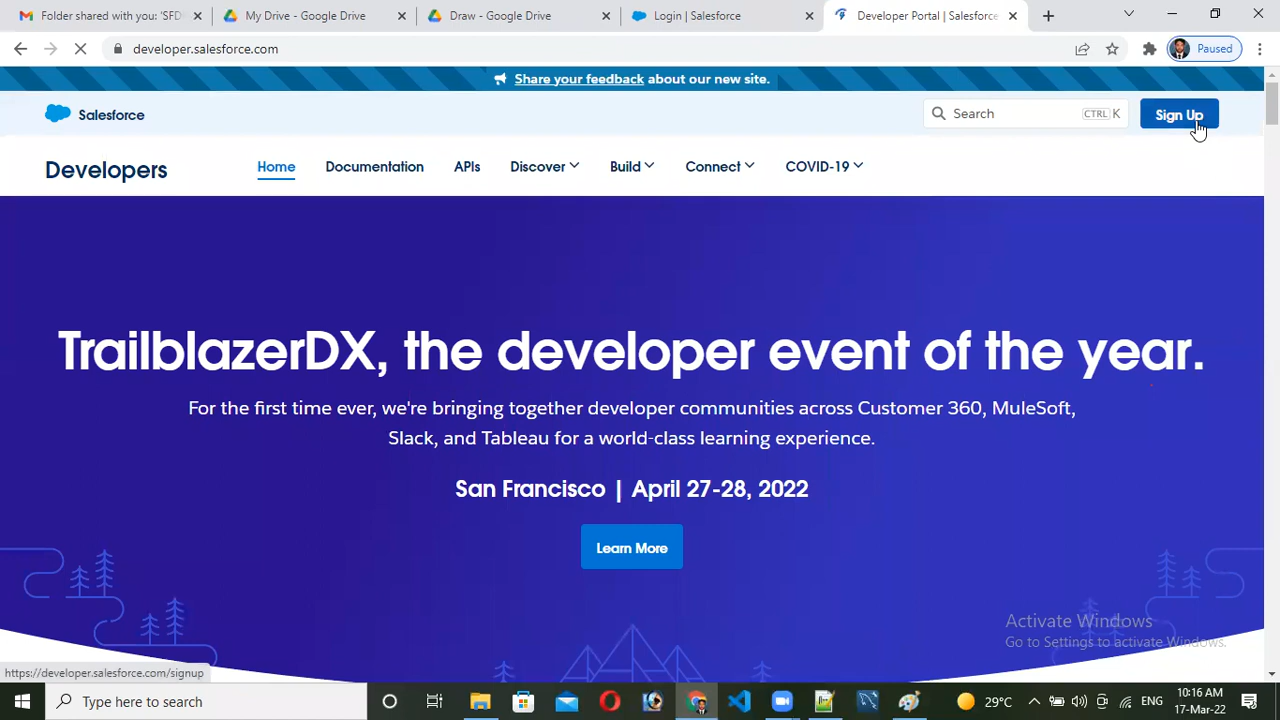 Folder shared with you: 'SFD
My Drive - Google Drive
Draw - Google Drive
Login | Salesforce
Developer Portal | Salesforce
developer.salesforce.com
Paused
Share your feedback about our new site.
Salesforce
Search
CTRL K
Sign Up
Developers
Home
Documentation
APIs
Discover
Build
Connect
COVID-19
TrailblazerDX, the developer event of the year.
For the first time ever, we're bringing together developer communities across Customer 360, MuleSoft,
Slack, and Tableau for a world-class learning experience.
San Francisco | April 27-28, 2022
Learn More
Activate Windows
Go to Settings to activate Windows.
https://developer.salesforce.com/signup
Type here to search
29°C
ENG
10:16 AM
17-Mar-22